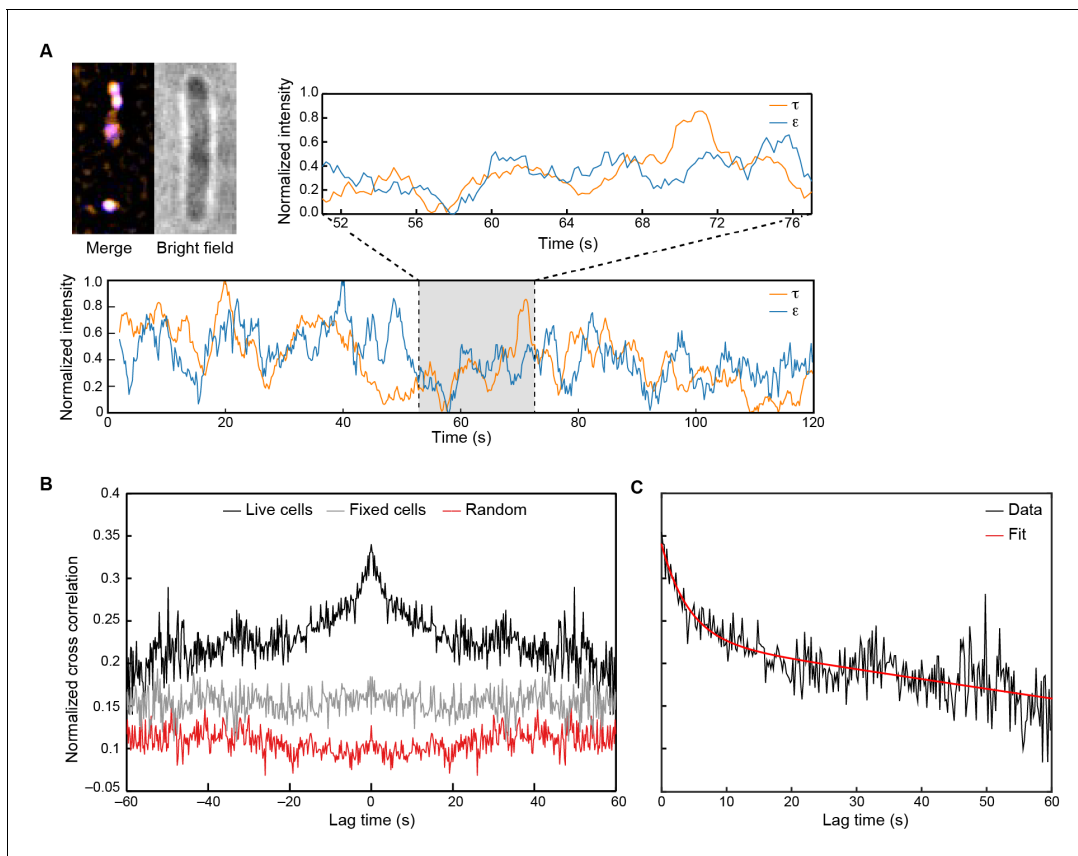 A
Merge
Bright field
Normalized intensity
1.0
0.8
0.6
0.4
0.2
0.0
τ
ε
52
56
60
64
68
72
76
Time (s)
Normalized intensity
1.0
0.8
0.6
0.4
0.2
0
τ
ε
0
20
40
60
80
100
120
Time (s)
B
Normalized cross correlation
0.4
0.35
0.3
0.25
0.2
0.15
0.1
–0.05
Live cells Fixed cells Random
–60
–40
–20
0
20
40
60
Lag time (s)
C
Data
Fit
0
10
20
30
40
50
60
Lag time (s)